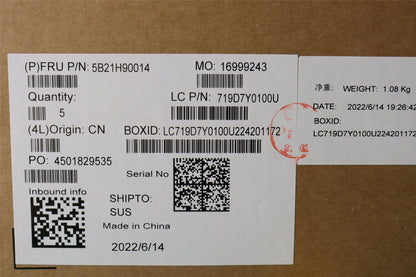 (P)FRU P/N: 5B21H90014
MO: 16999243
Quantity:
5
LC P/N: 719D7Y0100U
(4L)Origin: CN
BOXID: LC719D7Y0100U224201172
PO: 4501829535
Serial No
Inbound info
SHIPTO:
SUS
Made in China
2022/6/14
净重: WEIGHT: 1.08 Kg
DATE: 2022/6/14 19:26:42
BOXID:
LC719D7Y0100U224201172